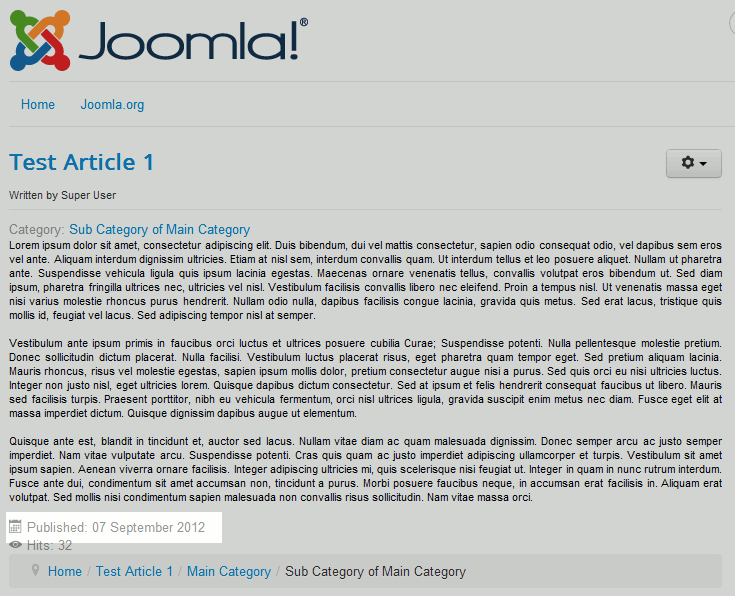 Joomla!®
Home Joomla.org
Test Article 1
Written by Super User
Category: Sub Category of Main Category
Lorem ipsum dolor sit amet, consectetur adipiscing elit. Duis bibendum, dui vel mattis consectetur, sapien odio consequat odio, vel dapibus sem eros
vel ante. Aliquam interdum dignissim ultricies. Etiam at nisl sem, interdum convallis quam. Ut interdum tellus et leo posuere aliquet. Nullam ut pharetra
ante. Suspendisse vehicula ligula quis ipsum lacinia egestas. Maecenas ornare venenatis tellus, convallis volutpat eros bibendum ut. Sed diam
ipsum, pharetra fringilla ultrices nec, ultricies vel nisl. Vestibulum facilisis convallis libero nec eleifend. Proin a tempus nisl. Ut venenatis massa eget
nisi varius molestie rhoncus purus hendrerit. Nullam odio nulla, dapibus facilisis congue lacinia, gravida quis metus. Sed erat lacus, tristique quis
mollis id, feugiat vel lacus. Sed adipiscing tempor nisl at semper.
Vestibulum ante ipsum primis in faucibus orci luctus et ultrices posuere cubilia Curae; Suspendisse potenti. Nulla pellentesque molestie pretium.
Donec sollicitudin dictum placerat. Nulla facilisi. Vestibulum luctus placerat risus, eget pharetra quam tempor eget. Sed pretium aliquam lacinia.
Mauris rhoncus, risus vel molestie egestas, sapien ipsum mollis dolor, pretium consectetur augue nisi a purus. Sed quis orci eu nisi ultricies luctus.
Integer non justo nisl, eget ultricies lorem. Quisque dapibus dictum consectetur. Sed at ipsum et felis hendrerit consequat faucibus ut libero. Mauris
sed facilisis turpis. Praesent porttitor, nibh eu vehicula fermentum, orci nisl ultrices ligula, gravida suscipit enim metus nec diam. Fusce eget elit at
massa imperdiet dictum. Quisque dignissim dapibus augue ut elementum.
Quisque ante est, blandit in tincidunt et, auctor sed lacus. Nullam vitae diam ac quam malesuada dignissim. Donec semper arcu ac justo semper
imperdiet. Nam vitae vulputate arcu. Suspendisse potenti. Cras quis quam ac justo imperdiet adipiscing ullamcorper et turpis. Vestibulum sit amet
ipsum sapien. Aenean viverra ornare facilisis. Integer adipiscing ultricies mi, quis scelerisque nisi feugiat ut. Integer in quam in nunc rutrum interdum.
Fusce ante dui, condimentum sit amet accumsan non, tincidunt a purus. Morbi posuere faucibus neque, in accumsan erat facilisis in. Aliquam erat
volutpat. Sed mollis nisi condimentum sapien malesuada non convallis risus sollicitudin. Nam vitae massa orci.
Published: 07 September 2012
Hits: 32
Home / Test Article 1 / Main Category / Sub Category of Main Category